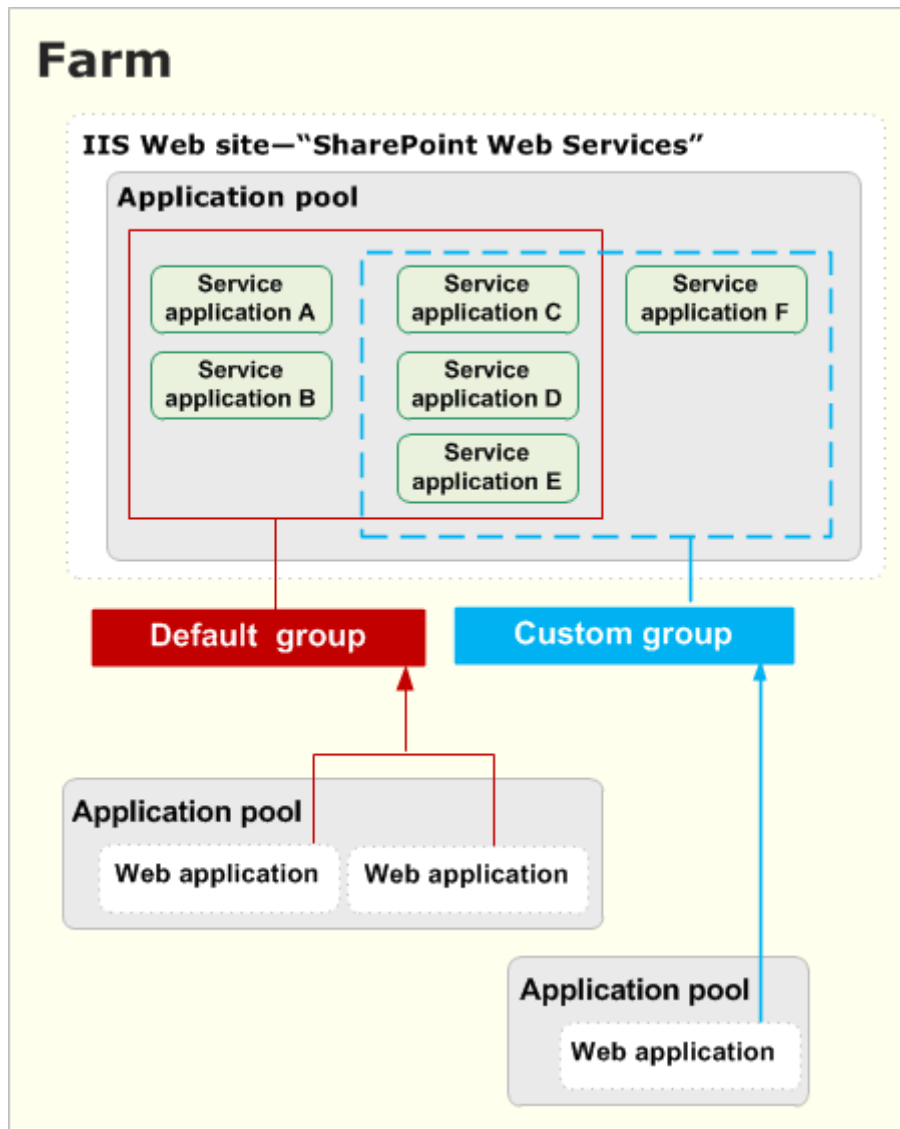 Farm
IIS Web site—“SharePoint Web Services”
Application pool
Service
application A
Service
application C
Service
application F
Service
application B
Service
application D
Service
application E
Default group
Custom group
Application pool
Web application
Web application
Application pool
Web application